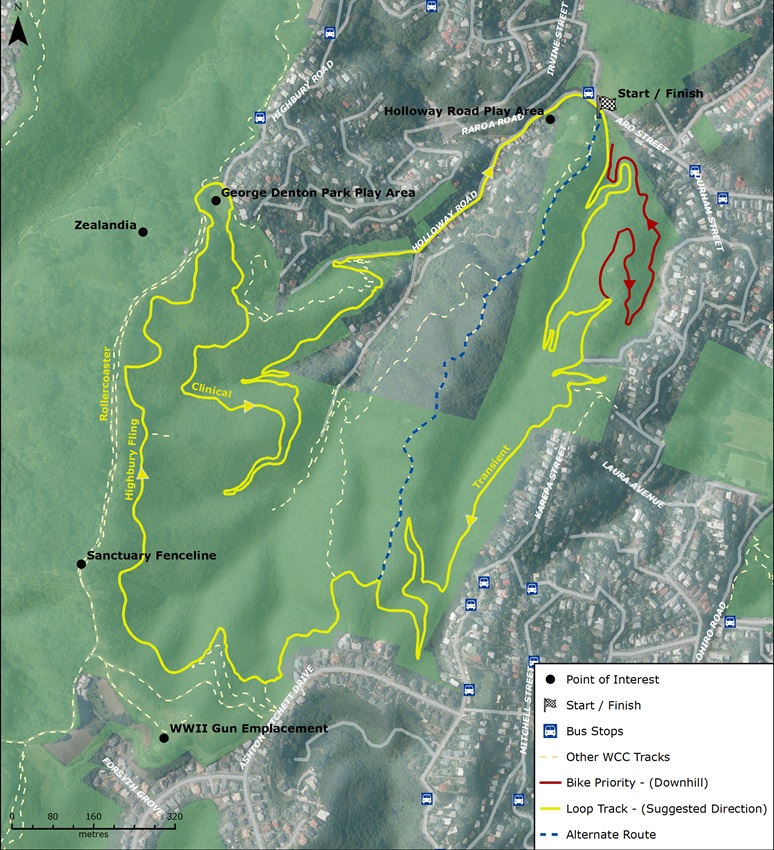 N
IRVINE STREET
HIGHBURY ROAD
Start / Finish
Holloway Road Play Area
RAROA ROAD
ARO STREET
DURHAM STREET
George Denton Park Play Area
Zealandia
HOLLOWAY ROAD
Rollercoaster
Clinical
Highbury Fling
Transient
KAREPA STREET
LAURA AVENUE
Sanctuary Fenceline
OHIRO ROAD
ASHTON FITCHETT DRIVE
MITCHELL STREET
WWII Gun Emplacement
FORSYTH GROVE
0 80 160 320
metres
Point of Interest
Start / Finish
Bus Stops
Other WCC Tracks
Bike Priority - (Downhill)
Loop Track - (Suggested Direction)
Alternate Route